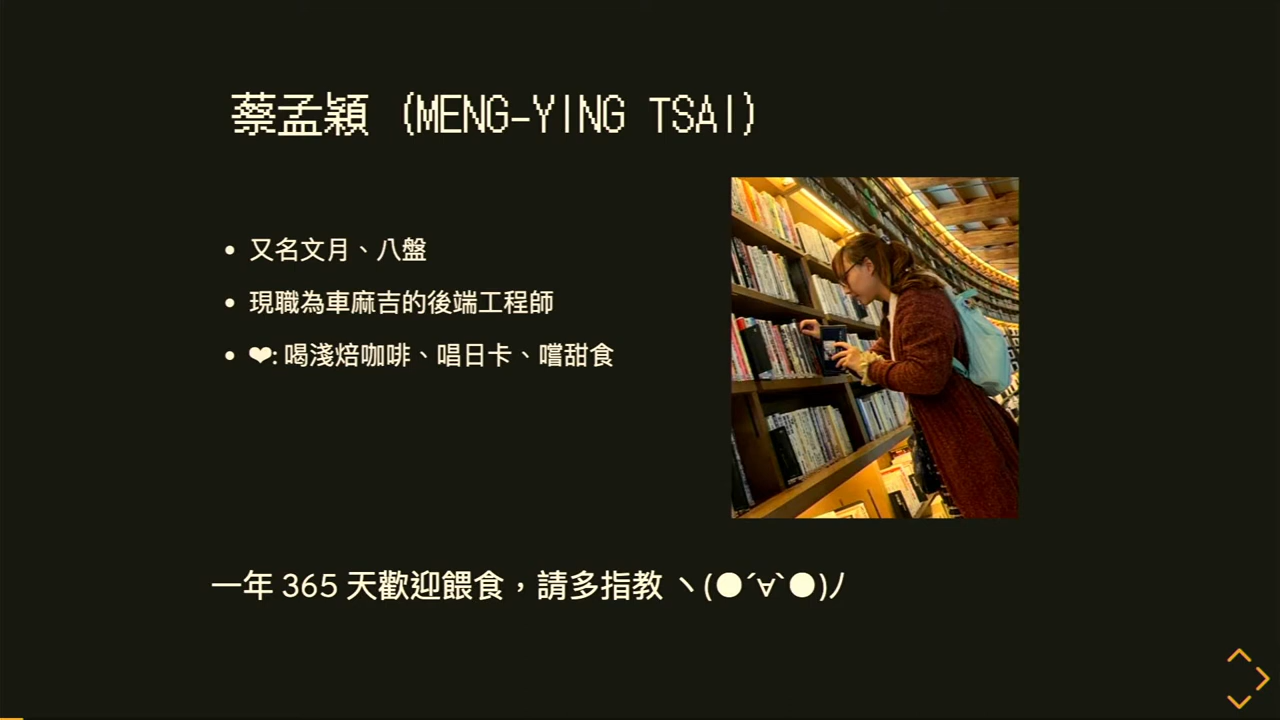 蔡孟穎 (MENG-YING TSAI)
• 又名文月、八盤
• 現職為車麻吉的後端工程師
• ❤: 喝淺焙咖啡、唱日卡、嚐甜食
一年 365 天歡迎餵食，請多指教 ヽ(●´∀`●)ﾉ